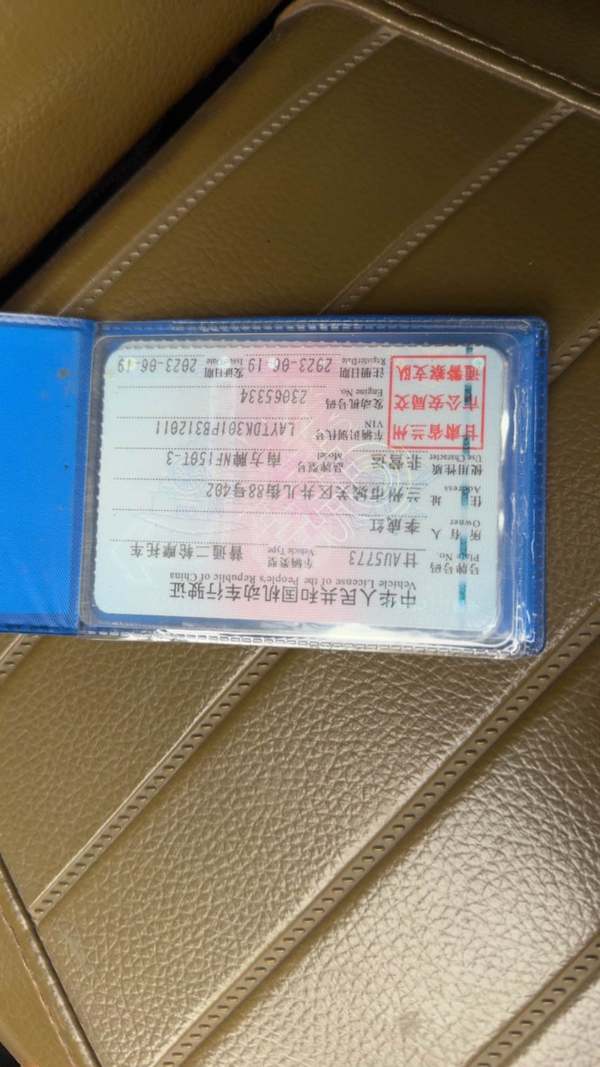 中华人民共和国机动车行驶证
Vehicle License of the People's Republic of China
号牌号码 甘AU5773 车辆类型 普通二轮摩托车
Plate No. Vehicle Type
所有人 李成红
Owner
住址 兰州市城关区井儿街88号402
Address
使用性质 非营运 品牌型号 南方牌NF150T-3
Use Character Model
甘肃省兰州
市公安局交
通警察支队
车辆识别代号 LAYTDK301PB312011
VIN
发动机号码 23065334
Engine No.
注册日期 2023-06-19 发证日期 2023-06-19
Register Date Issue Date